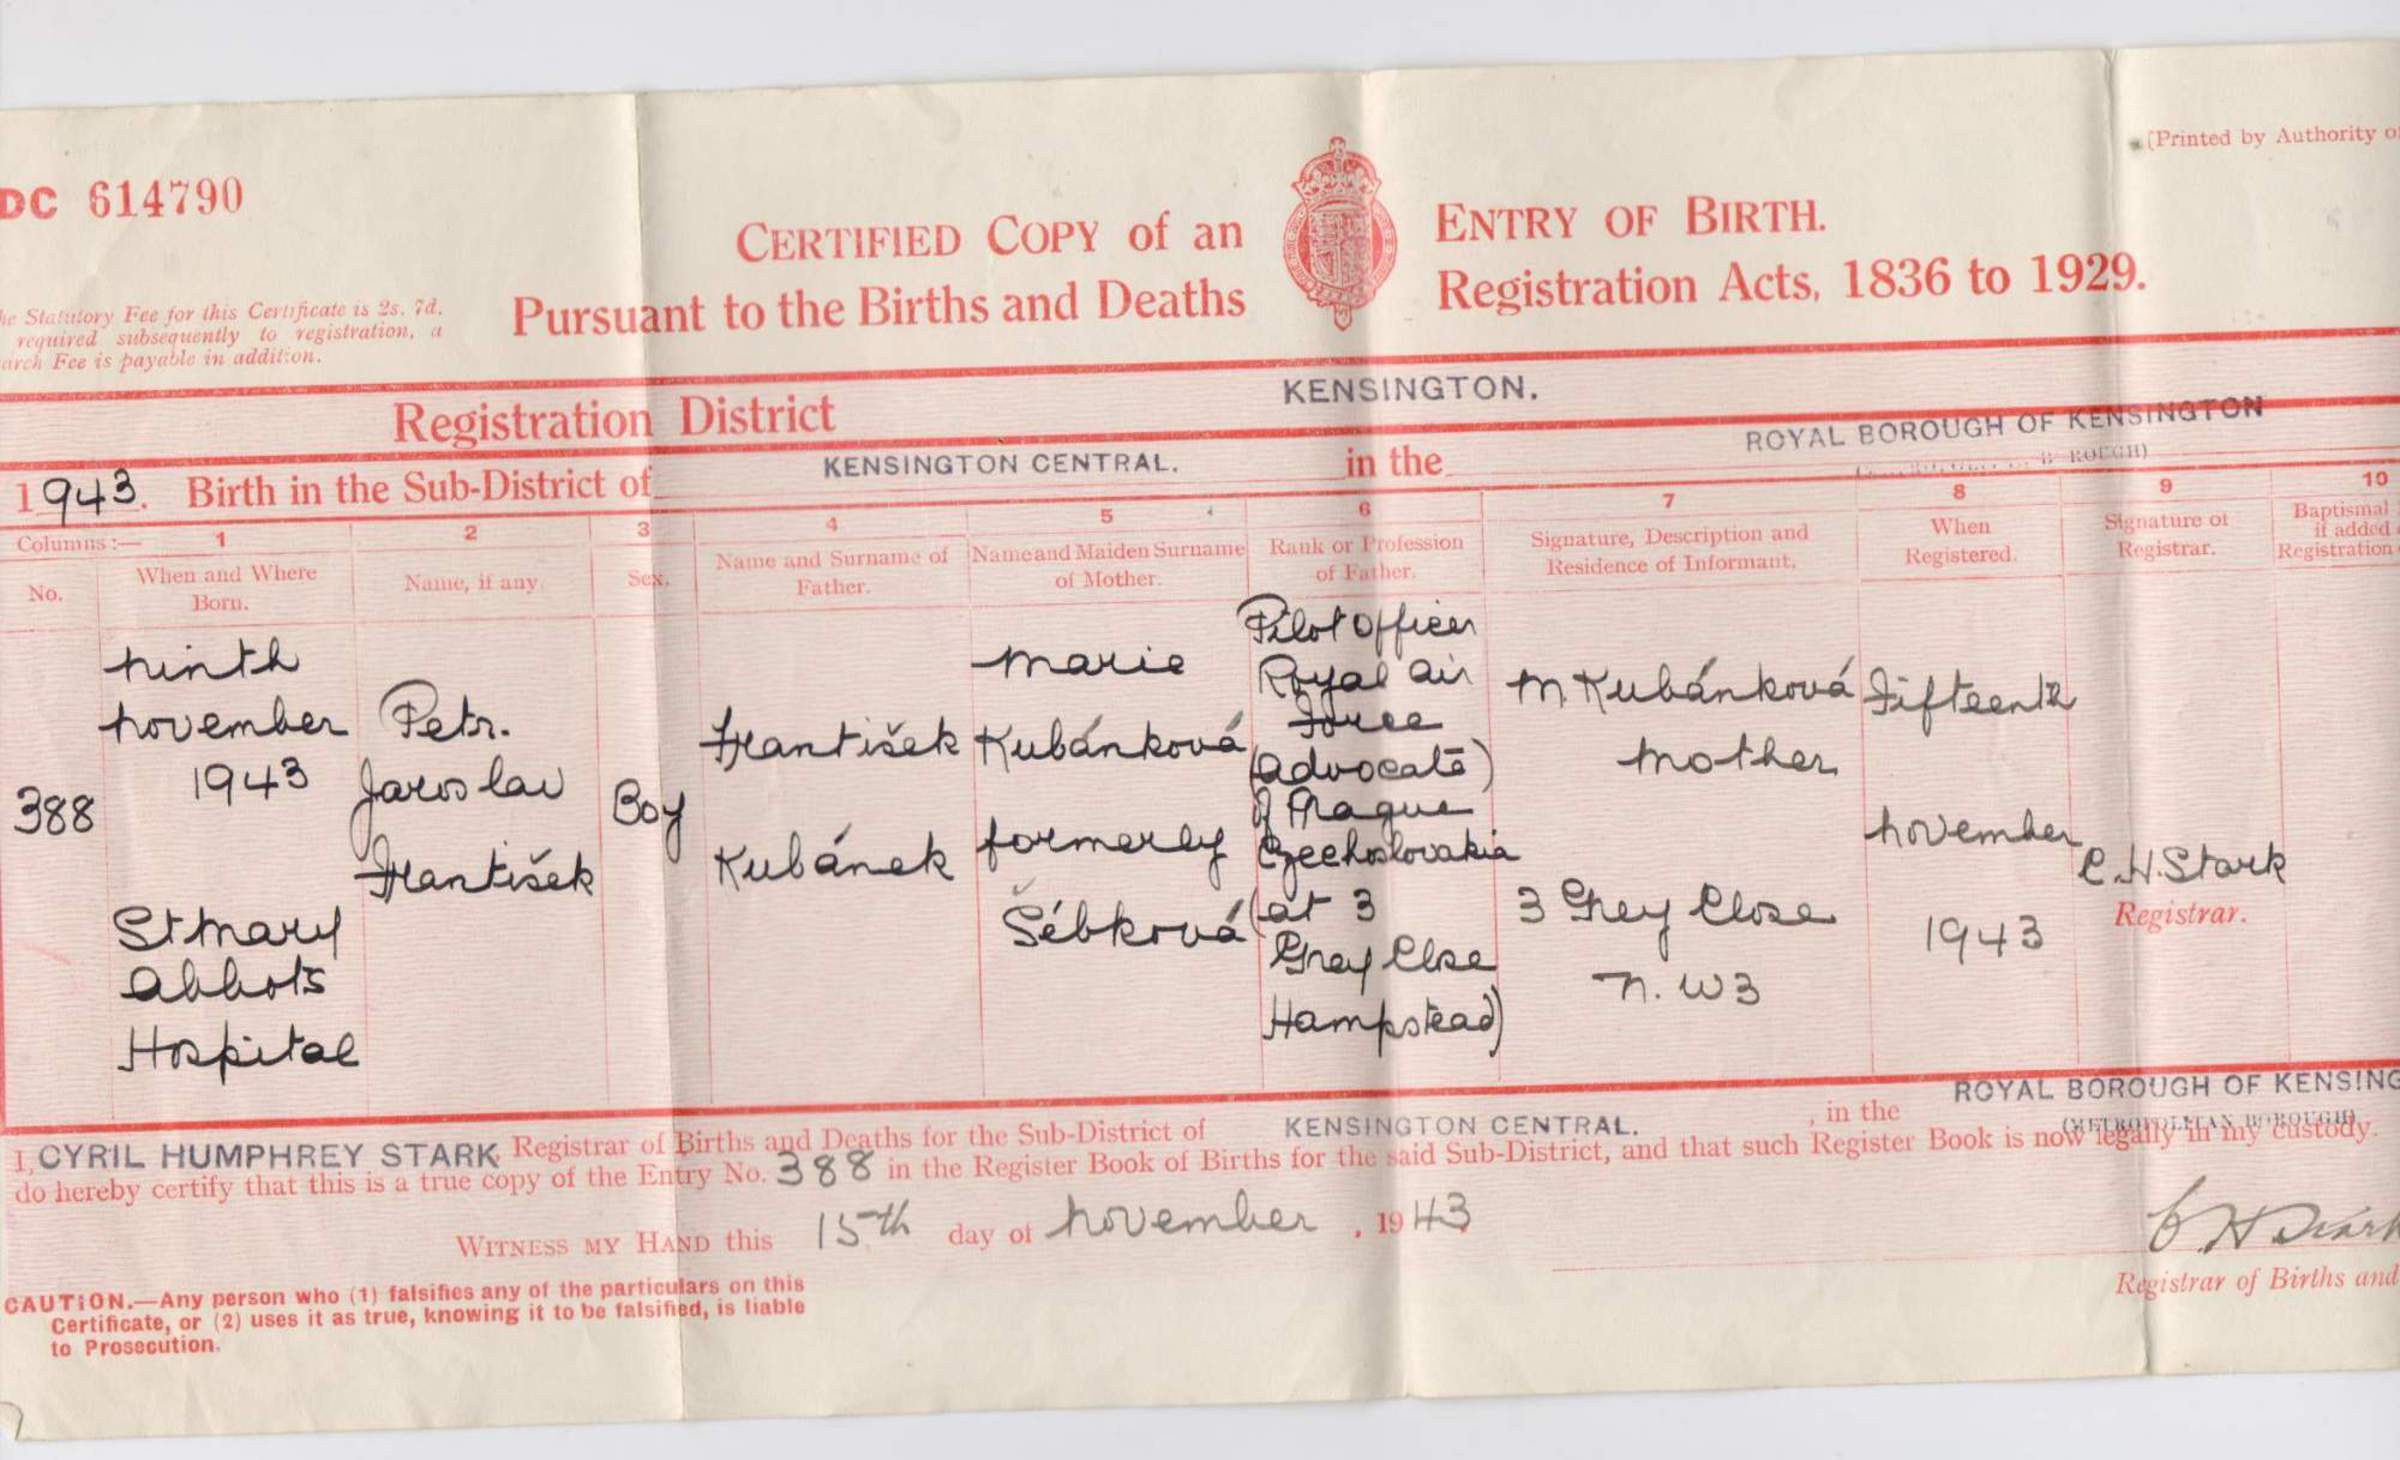 (Printed by Authority o
DC 614790
CERTIFIED COPY of an ENTRY OF BIRTH.
Pursuant to the Births and Deaths Registration Acts, 1836 to 1929.
he Statutory Fee for this Certificate is 2s. 7d.
required subsequently to registration, a
arch Fee is payable in addition.
Registration District KENSINGTON.
1943. Birth in the Sub-District of KENSINGTON CENTRAL. in the ROYAL BOROUGH OF KENSINGTON
Columns:— 1 2 3 4 5 6 7 8 9 10
No.
When and Where
Born.
Name, if any.
Sex.
Name and Surname of
Father.
Name and Maiden Surname
of Mother.
Rank or Profession
of Father.
Signature, Description and
Residence of Informant.
When
Registered.
Signature of
Registrar.
Baptismal
if added
Registration
388
ninth
november
1943
St Mary
Abbots
Hospital
Petr.
Jaroslav
František
Boy
František
Kubánek
Marie
Kubánková
formerly
Šébková
Pilot Officer
Royal Air
Force
(Advocate)
of Prague
Czechoslovakia
(at 3
Grey Close
Hampstead)
M. Kubánková
Mother
3 Grey Close
N.W3
Fifteenth
november
1943
C. H. Stark
Registrar.
ROYAL BOROUGH OF KENSING
(METROPOLITAN BOROUGH)
I, CYRIL HUMPHREY STARK Registrar of Births and Deaths for the Sub-District of KENSINGTON CENTRAL. , in the
do hereby certify that this is a true copy of the Entry No. 388 in the Register Book of Births for the said Sub-District, and that such Register Book is now legally in my custody.
WITNESS MY HAND this 15th day of november , 1943
C H Stark
Registrar of Births and
CAUTION.—Any person who (1) falsifies any of the particulars on this
Certificate, or (2) uses it as true, knowing it to be falsified, is liable
to Prosecution.